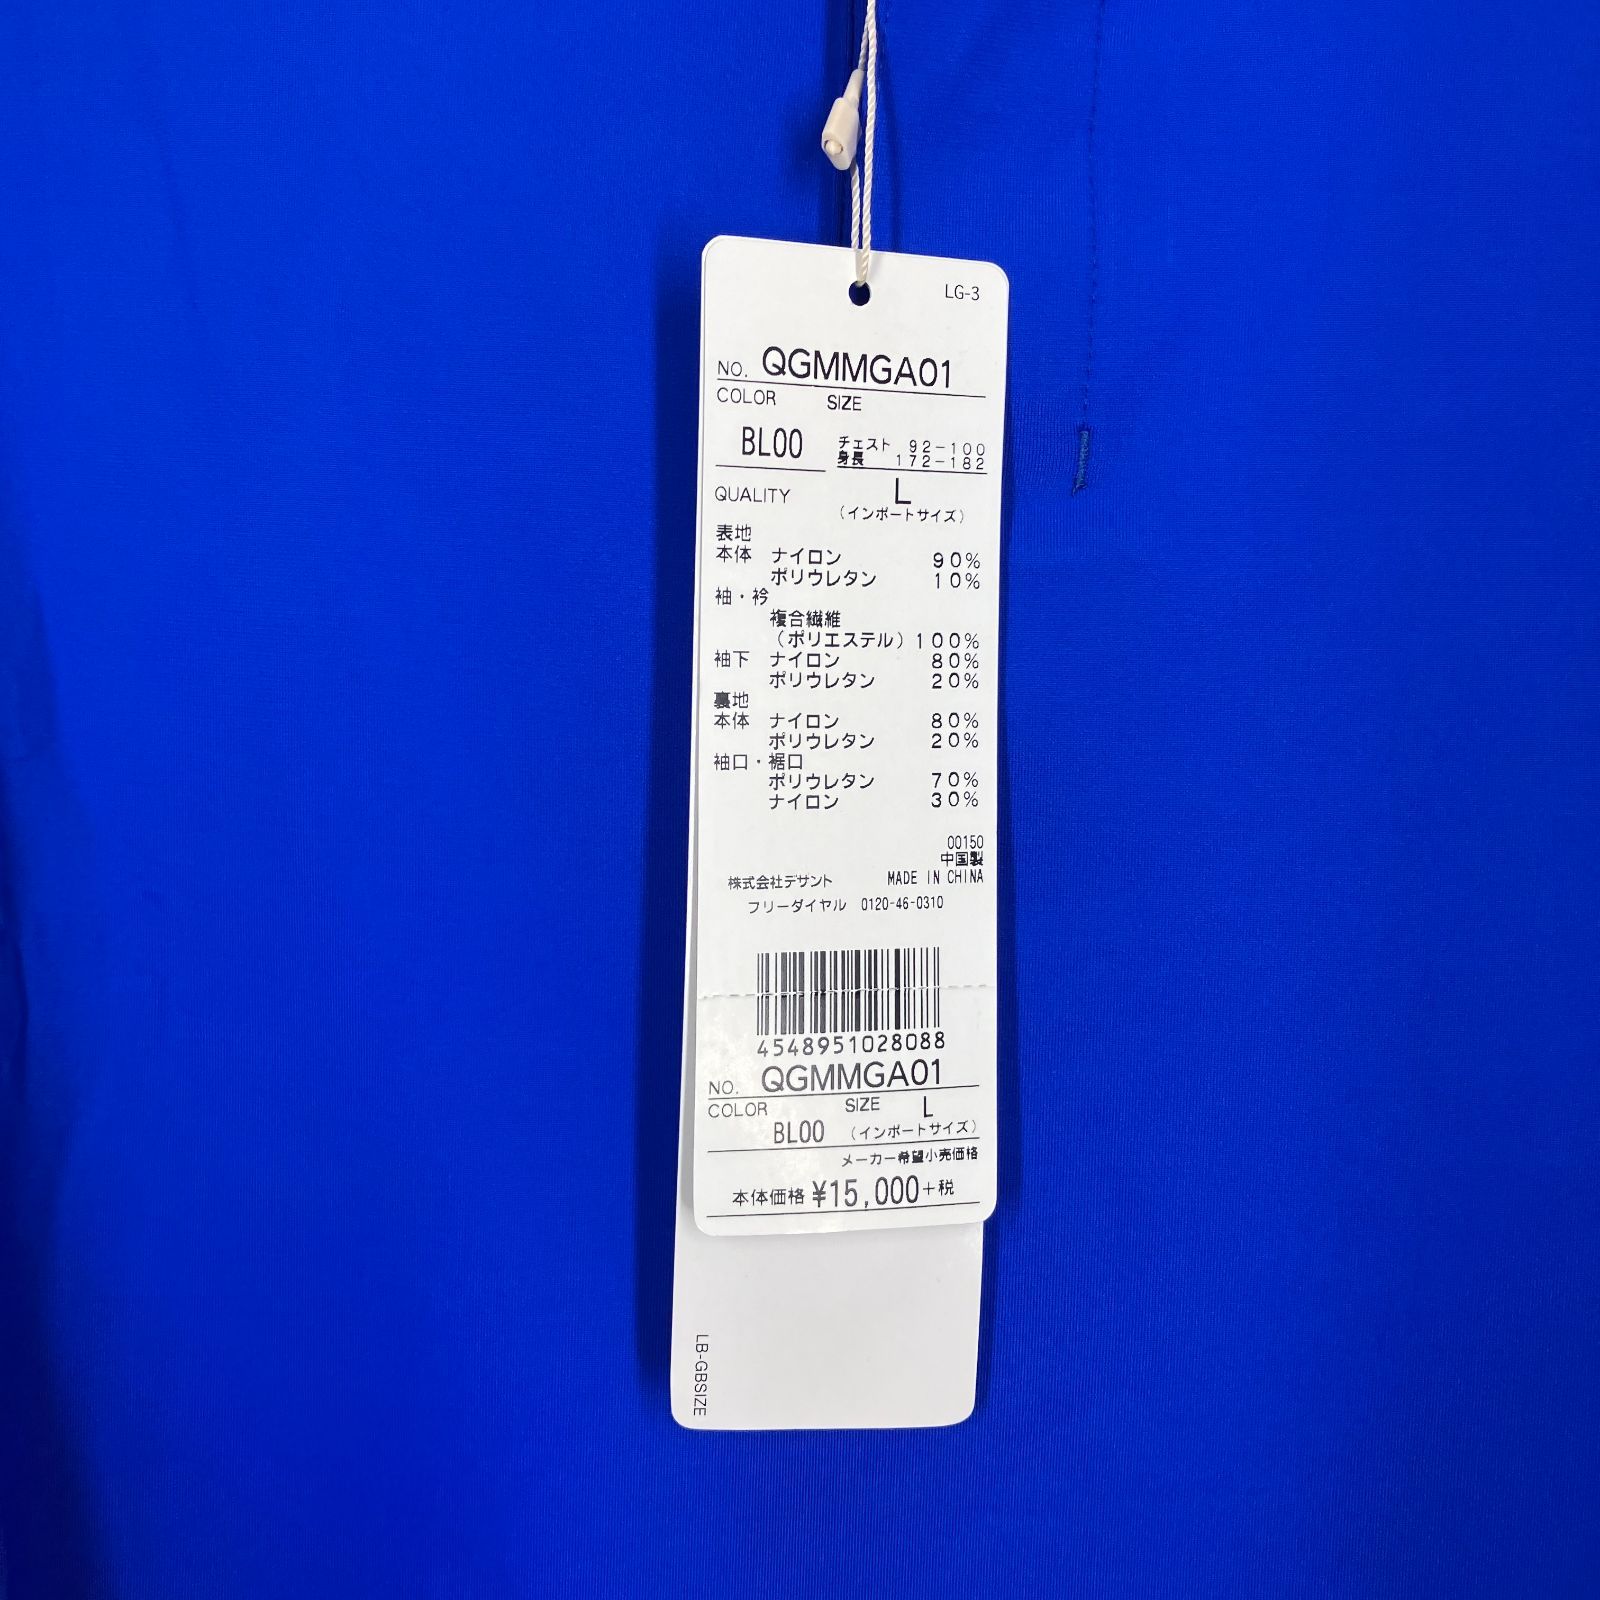 LG-3
NO. QGMMGA01
COLOR SIZE
BL00 チェスト 92-100
身長 172-182
QUALITY L
(インポートサイズ)
表地
本体 ナイロン 90%
ポリウレタン 10%
袖・衿
複合繊維
(ポリエステル) 100%
袖下 ナイロン 80%
ポリウレタン 20%
裏地
本体 ナイロン 80%
ポリウレタン 20%
袖口・裾口
ポリウレタン 70%
ナイロン 30%
00150
中国製
株式会社デサント MADE IN CHINA
フリーダイヤル 0120-46-0310
4548951028088
NO. QGMMGA01
COLOR SIZE L
BL00 (インポートサイズ)
メーカー希望小売価格
本体価格 ¥15,000+税
LB-GBSIZE